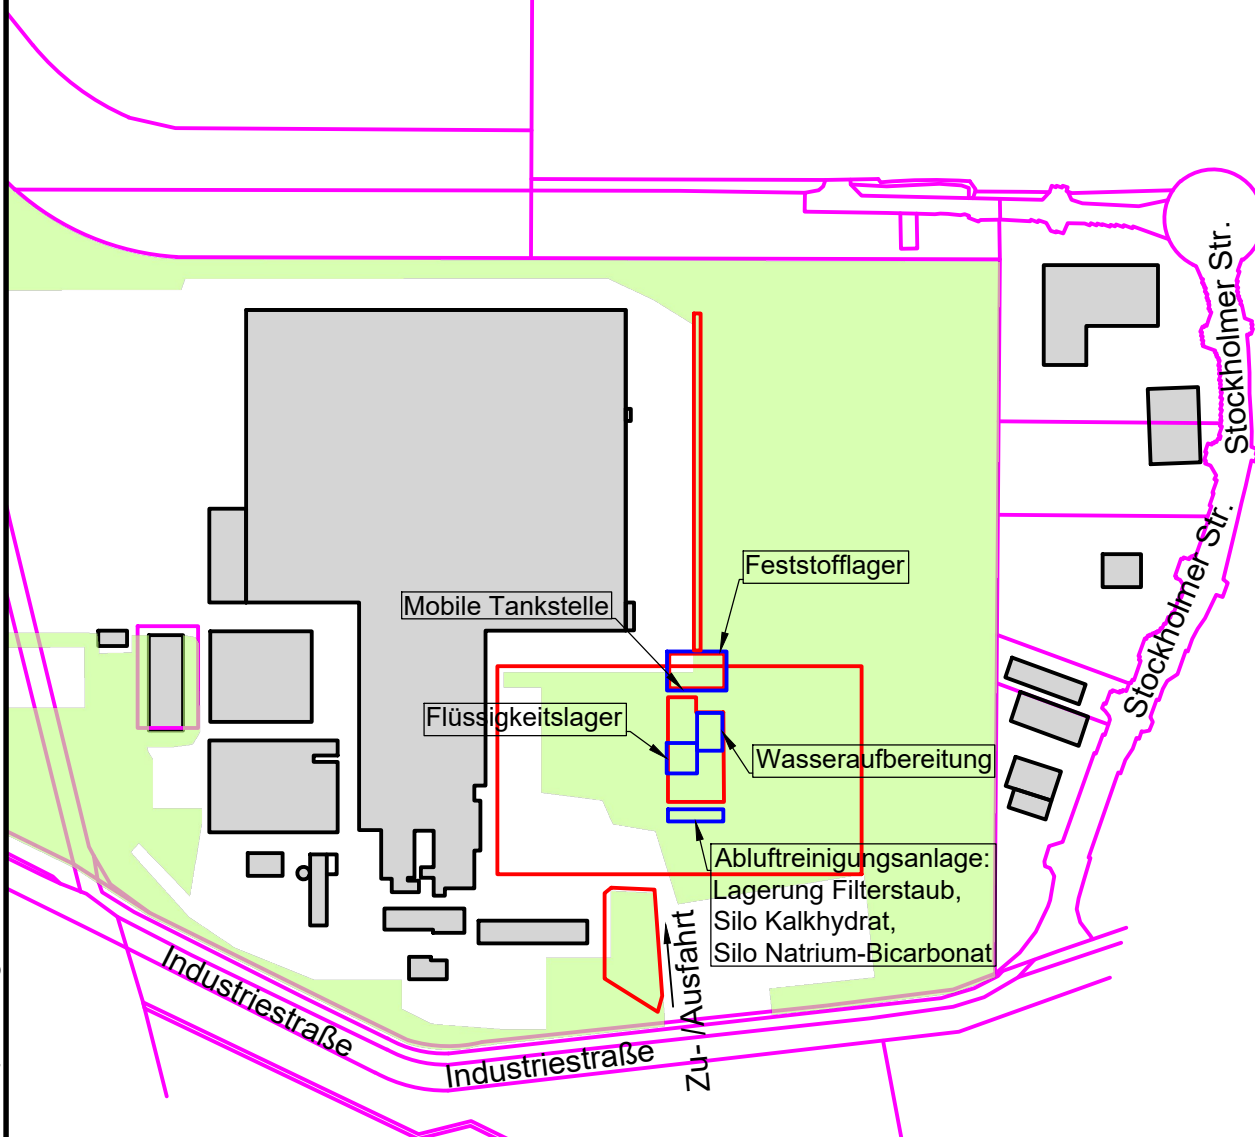 Stockholmer Str.
Stockholmer Str.
Feststofflager
Mobile Tankstelle
Flüssigkeitslager
Wasseraufbereitung
Abluftreinigungsanlage:
Lagerung Filterstaub,
Silo Kalkhydrat,
Silo Natrium-Bicarbonat
Zu- /Ausfahrt
Industriestraße
Industriestraße